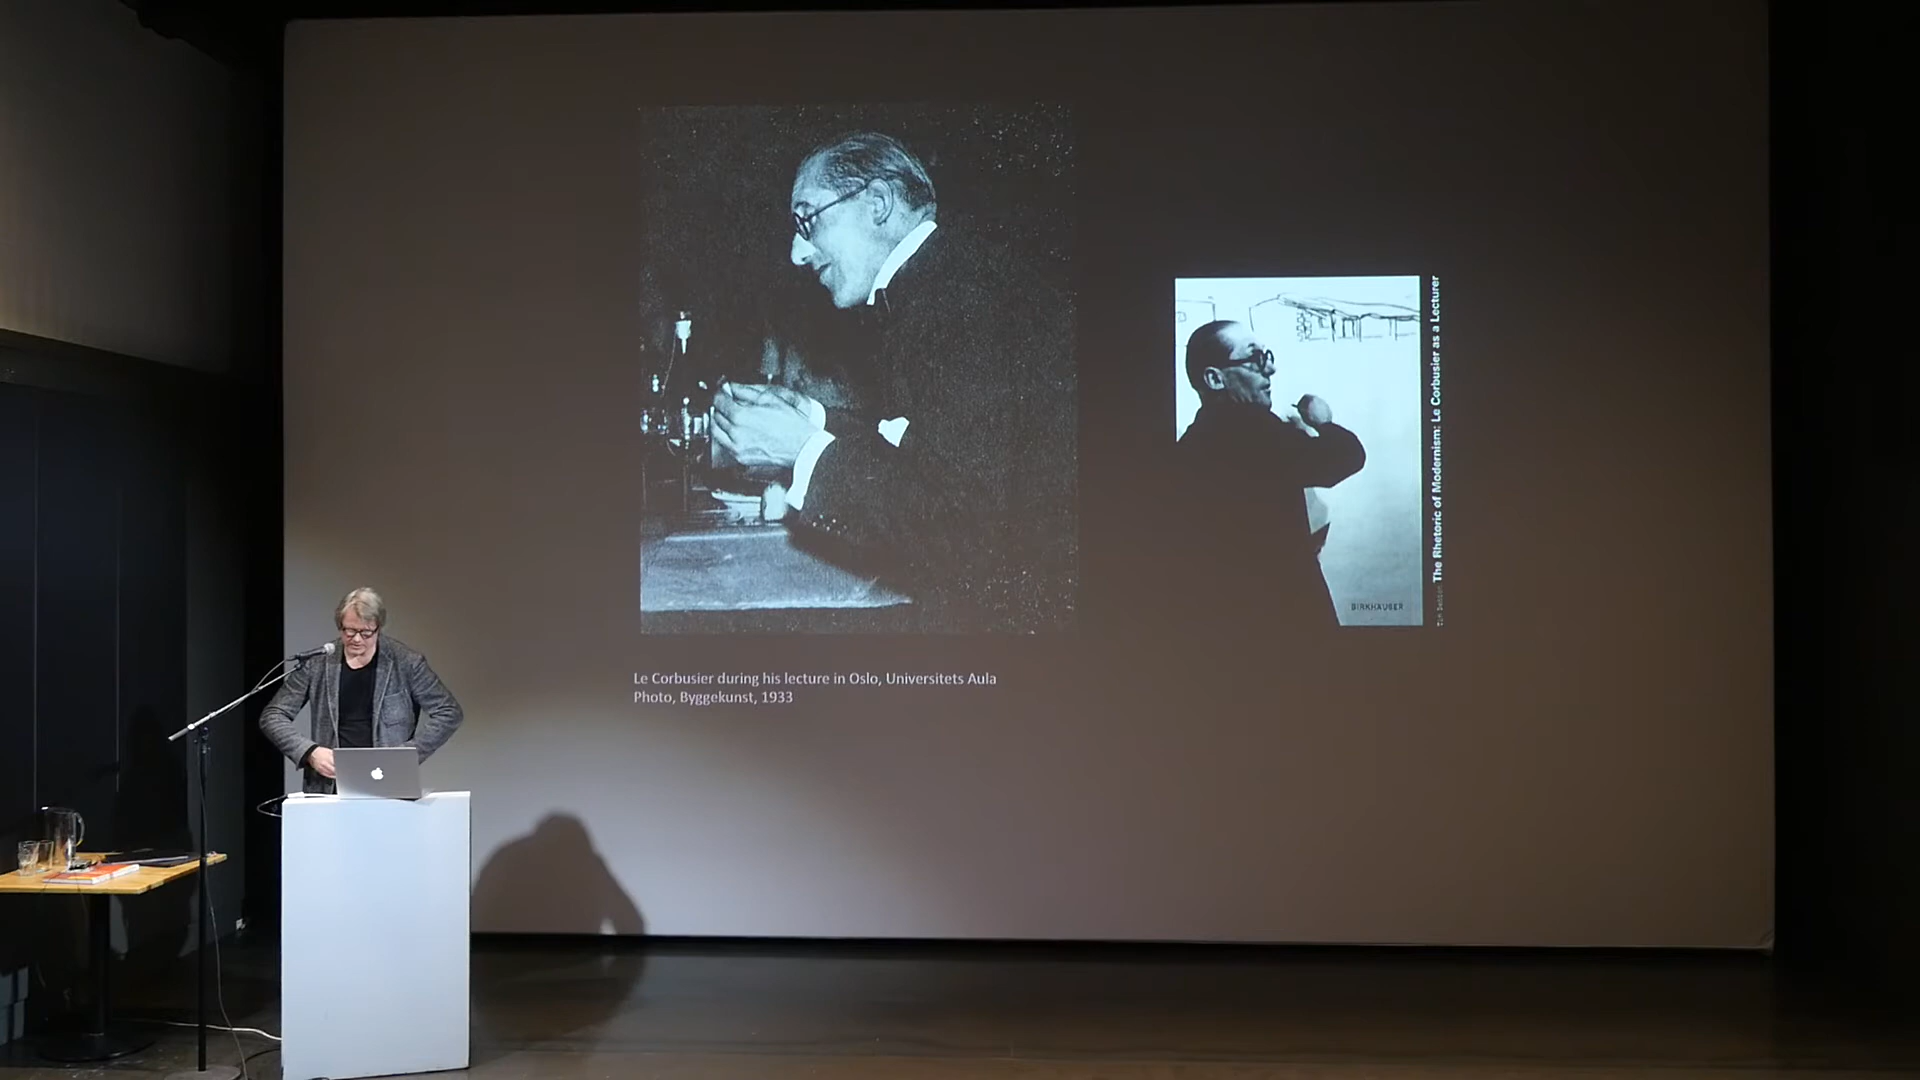 Le Corbusier during his lecture in Oslo, Universitets Aula
Photo, Byggekunst, 1933
The Rhetoric of Modernism: Le Corbusier as a Lecturer
BIRKHÄUSER